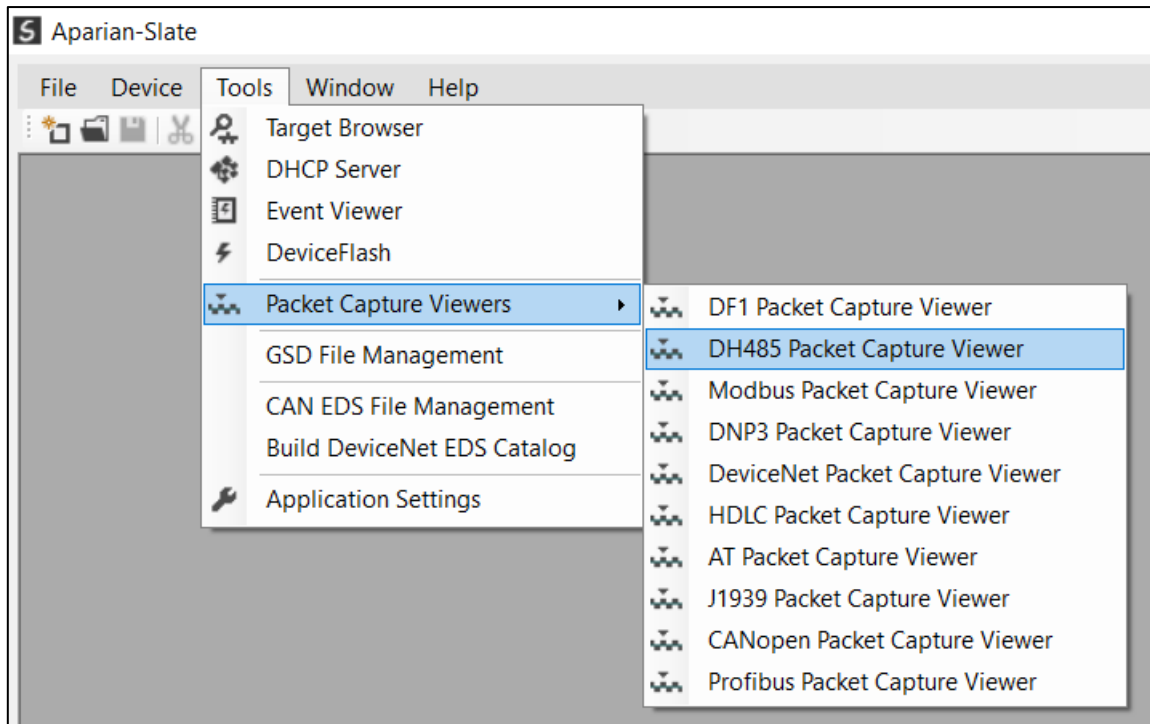 Aparian-Slate
File Device Tools Window Help
Target Browser
DHCP Server
Event Viewer
DeviceFlash
Packet Capture Viewers
GSD File Management
CAN EDS File Management
Build DeviceNet EDS Catalog
Application Settings
DF1 Packet Capture Viewer
DH485 Packet Capture Viewer
Modbus Packet Capture Viewer
DNP3 Packet Capture Viewer
DeviceNet Packet Capture Viewer
HDLC Packet Capture Viewer
AT Packet Capture Viewer
J1939 Packet Capture Viewer
CANopen Packet Capture Viewer
Profibus Packet Capture Viewer